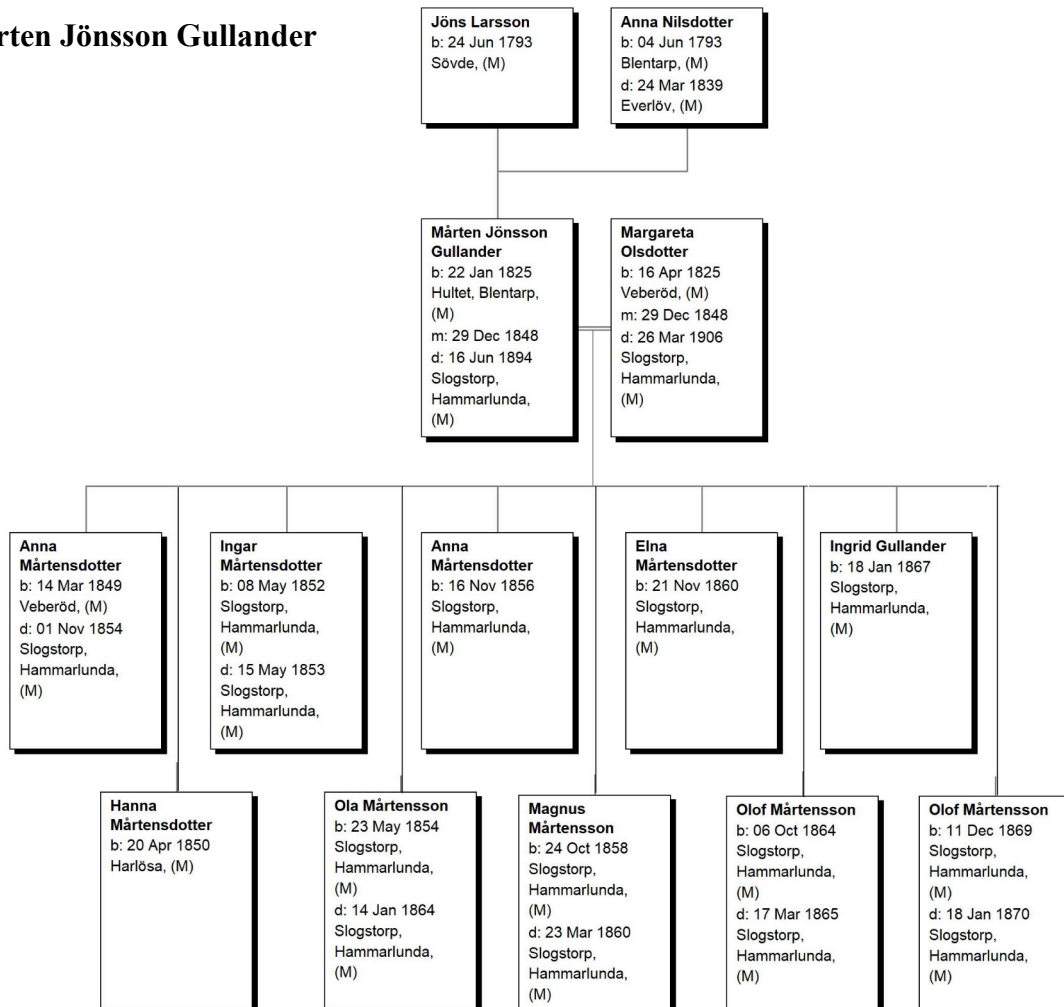 rten Jönsson Gullander
Jöns Larsson
b: 24 Jun 1793
Sövde, (M)
Anna Nilsdotter
b: 04 Jun 1793
Blentarp, (M)
d: 24 Mar 1839
Everlöv, (M)
Mårten Jönsson
Gullander
b: 22 Jan 1825
Hultet, Blentarp,
(M)
m: 29 Dec 1848
d: 16 Jun 1894
Slogstorp,
Hammarlunda,
(M)
Margareta
Olsdotter
b: 16 Apr 1825
Veberöd, (M)
m: 29 Dec 1848
d: 26 Mar 1906
Slogstorp,
Hammarlunda,
(M)
Anna
Mårtensdotter
b: 14 Mar 1849
Veberöd, (M)
d: 01 Nov 1854
Slogstorp,
Hammarlunda,
(M)
Ingar
Mårtensdotter
b: 08 May 1852
Slogstorp,
Hammarlunda,
(M)
d: 15 May 1853
Slogstorp,
Hammarlunda,
(M)
Anna
Mårtensdotter
b: 16 Nov 1856
Slogstorp,
Hammarlunda,
(M)
Elna
Mårtensdotter
b: 21 Nov 1860
Slogstorp,
Hammarlunda,
(M)
Ingrid Gullander
b: 18 Jan 1867
Slogstorp,
Hammarlunda,
(M)
Hanna
Mårtensdotter
b: 20 Apr 1850
Harlösa, (M)
Ola Mårtensson
b: 23 May 1854
Slogstorp,
Hammarlunda,
(M)
d: 14 Jan 1864
Slogstorp,
Hammarlunda,
(M)
Magnus
Mårtensson
b: 24 Oct 1858
Slogstorp,
Hammarlunda,
(M)
d: 23 Mar 1860
Slogstorp,
Hammarlunda,
(M)
Olof Mårtensson
b: 06 Oct 1864
Slogstorp,
Hammarlunda,
(M)
d: 17 Mar 1865
Slogstorp,
Hammarlunda,
(M)
Olof Mårtensson
b: 11 Dec 1869
Slogstorp,
Hammarlunda,
(M)
d: 18 Jan 1870
Slogstorp,
Hammarlunda,
(M)